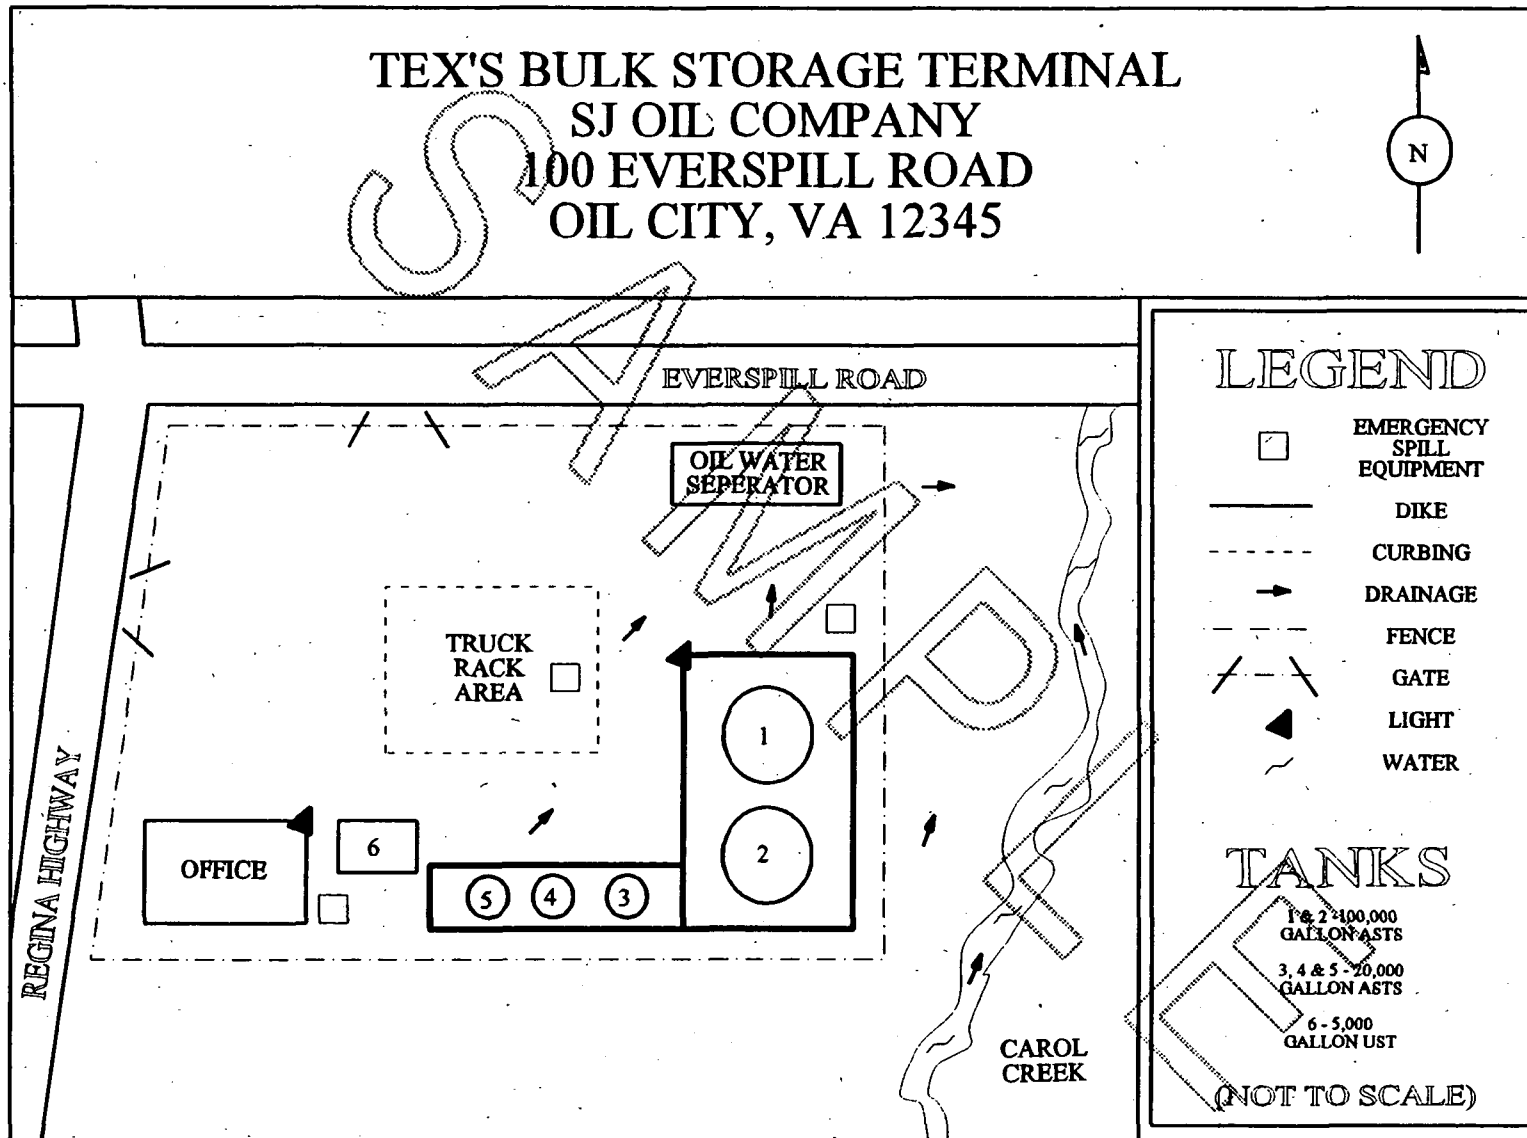 TEX'S BULK STORAGE TERMINAL
SJ OIL COMPANY
100 EVERSPILL ROAD
OIL CITY, VA 12345
N
SAMPLE
EVERSPILL ROAD
OIL WATER
SEPERATOR
TRUCK
RACK
AREA
1
2
REGINA HIGHWAY
OFFICE
6
5
4
3
CAROL
CREEK
LEGEND
EMERGENCY
SPILL
EQUIPMENT
DIKE
CURBING
DRAINAGE
FENCE
GATE
LIGHT
WATER
TANKS
1 & 2 -100,000
GALLON ASTS
3, 4 & 5 - 20,000
GALLON ASTS
6 - 5,000
GALLON UST
(NOT TO SCALE)